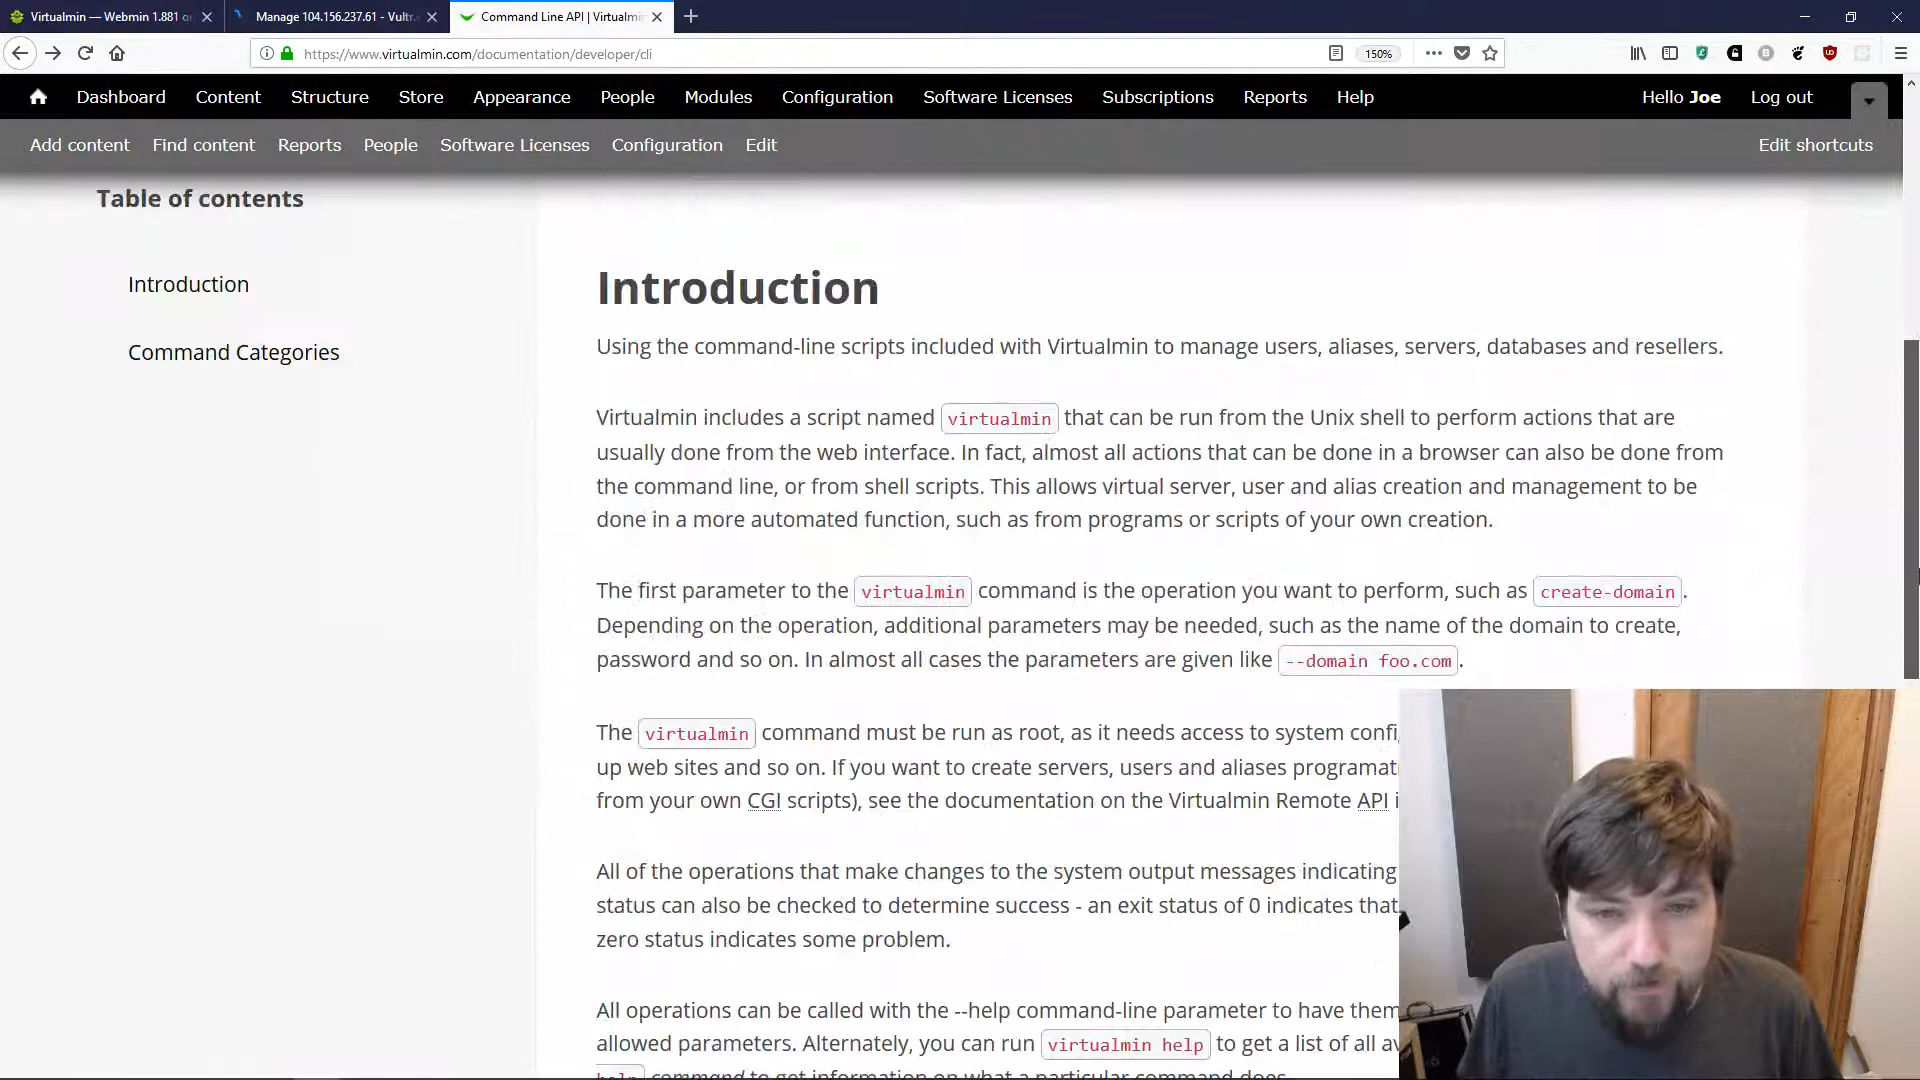 Virtualmin — Webmin 1.881 o
Manage 104.156.237.61 - Vultr.c
Command Line API | Virtualmin
https://www.virtualmin.com/documentation/developer/cli
150%
Dashboard Content Structure Store Appearance People Modules Configuration Software Licenses Subscriptions Reports Help Hello Joe Log out
Add content Find content Reports People Software Licenses Configuration Edit Edit shortcuts
Table of contents
Introduction
Command Categories
Introduction
Using the command-line scripts included with Virtualmin to manage users, aliases, servers, databases and resellers.
Virtualmin includes a script named virtualmin that can be run from the Unix shell to perform actions that are
usually done from the web interface. In fact, almost all actions that can be done in a browser can also be done from
the command line, or from shell scripts. This allows virtual server, user and alias creation and management to be
done in a more automated function, such as from programs or scripts of your own creation.
The first parameter to the virtualmin command is the operation you want to perform, such as create-domain.
Depending on the operation, additional parameters may be needed, such as the name of the domain to create,
password and so on. In almost all cases the parameters are given like --domain foo.com.
The virtualmin command must be run as root, as it needs access to system confi
up web sites and so on. If you want to create servers, users and aliases programat
from your own CGI scripts), see the documentation on the Virtualmin Remote API i
All of the operations that make changes to the system output messages indicating
status can also be checked to determine success - an exit status of 0 indicates that
zero status indicates some problem.
All operations can be called with the --help command-line parameter to have them
allowed parameters. Alternately, you can run virtualmin help to get a list of all av
help command to get information on what a particular command does.